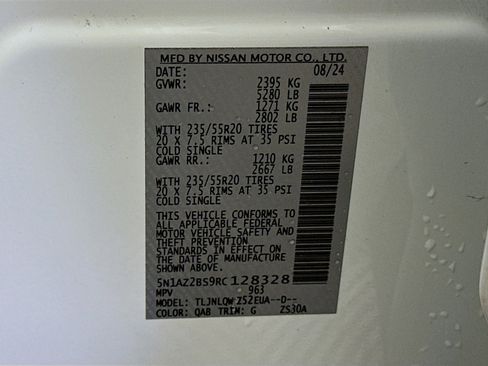 MFD BY NISSAN MOTOR CO., LTD.
DATE: 08/24
GVWR: 2395 KG
5280 LB
GAWR FR.: 1271 KG
2802 LB
WITH 235/55R20 TIRES
20 X 7.5 RIMS AT 35 PSI
COLD SINGLE
GAWR RR.: 1210 KG
2667 LB
WITH 235/55R20 TIRES
20 X 7.5 RIMS AT 35 PSI
COLD SINGLE
THIS VEHICLE CONFORMS TO
ALL APPLICABLE FEDERAL
MOTOR VEHICLE SAFETY AND
THEFT PREVENTION
STANDARDS IN EFFECT ON
THE DATE OF MANUFACTURE
SHOWN ABOVE.
5N1AZ2BS9RC128328
MPV 963
MODEL: TLJNLQW Z52EUA--D--
COLOR: QAB TRIM: G ZS30A